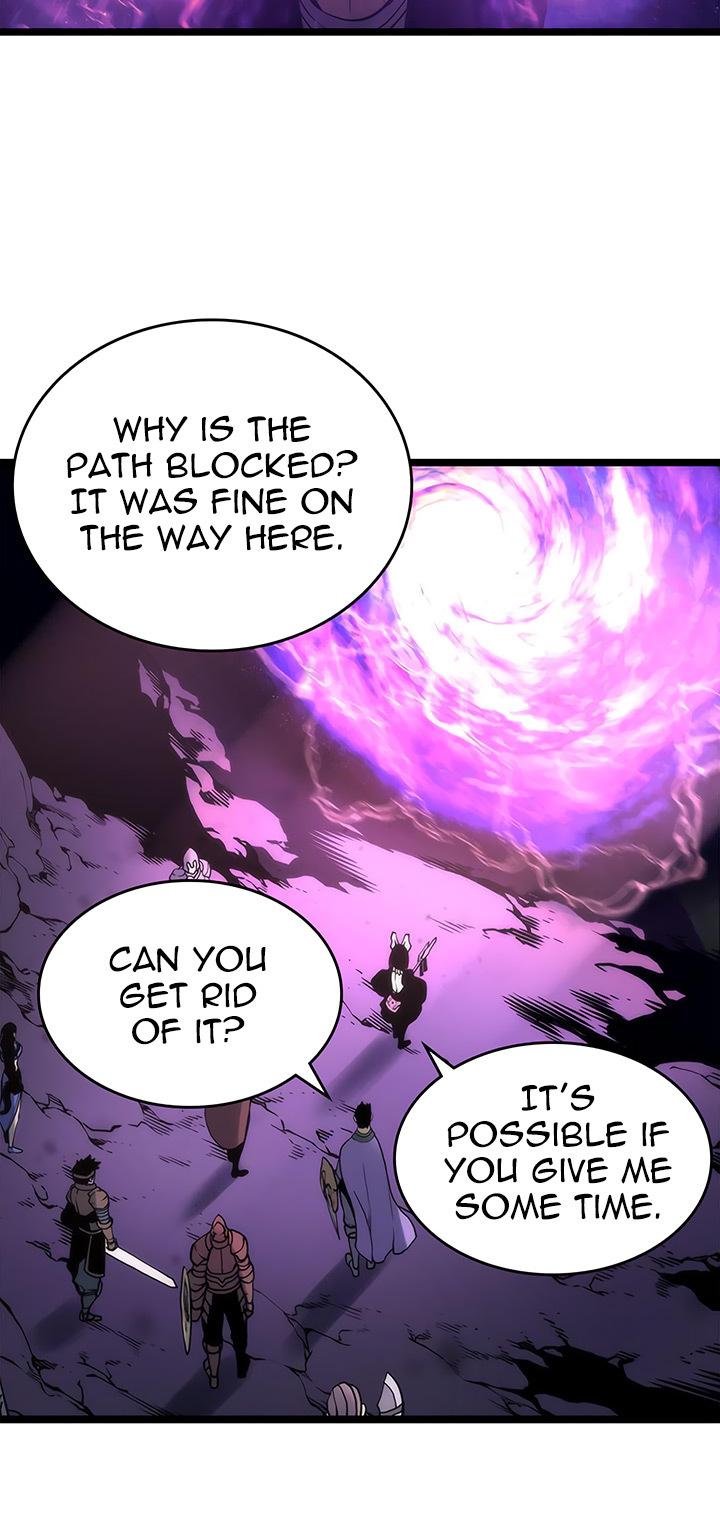 WHY IS THE
PATH BLOCKED?
IT WAS FINE ON
THE WAY HERE.
CAN YOU
GET RID
OF IT?
IT'S
POSSIBLE IF
YOU GIVE ME
SOME TIME.